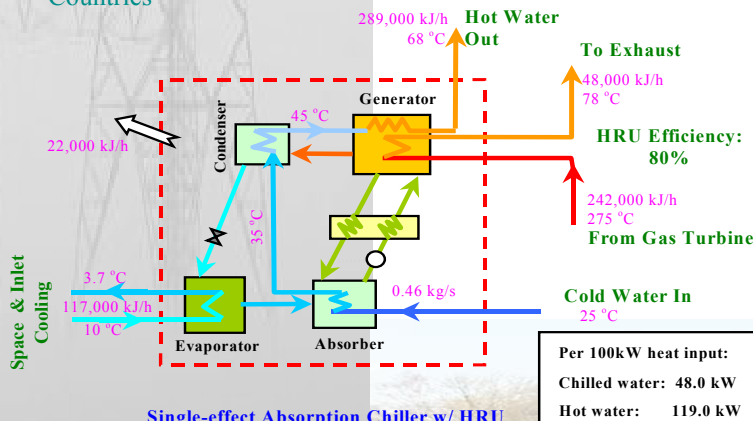 Countries
289,000 kJ/h
68 °C
Hot Water
Out
To Exhaust
48,000 kJ/h
78 °C
Generator
45 °C
Condenser
22,000 kJ/h
HRU Efficiency:
80%
242,000 kJ/h
275 °C
From Gas Turbine
35 °C
Space & Inlet
Cooling
3.7 °C
117,000 kJ/h
10 °C
0.46 kg/s
Cold Water In
25 °C
Evaporator
Absorber
Per 100kW heat input:
Chilled water: 48.0 kW
Hot water: 119.0 kW
Single-effect Absorption Chiller w/ HRU